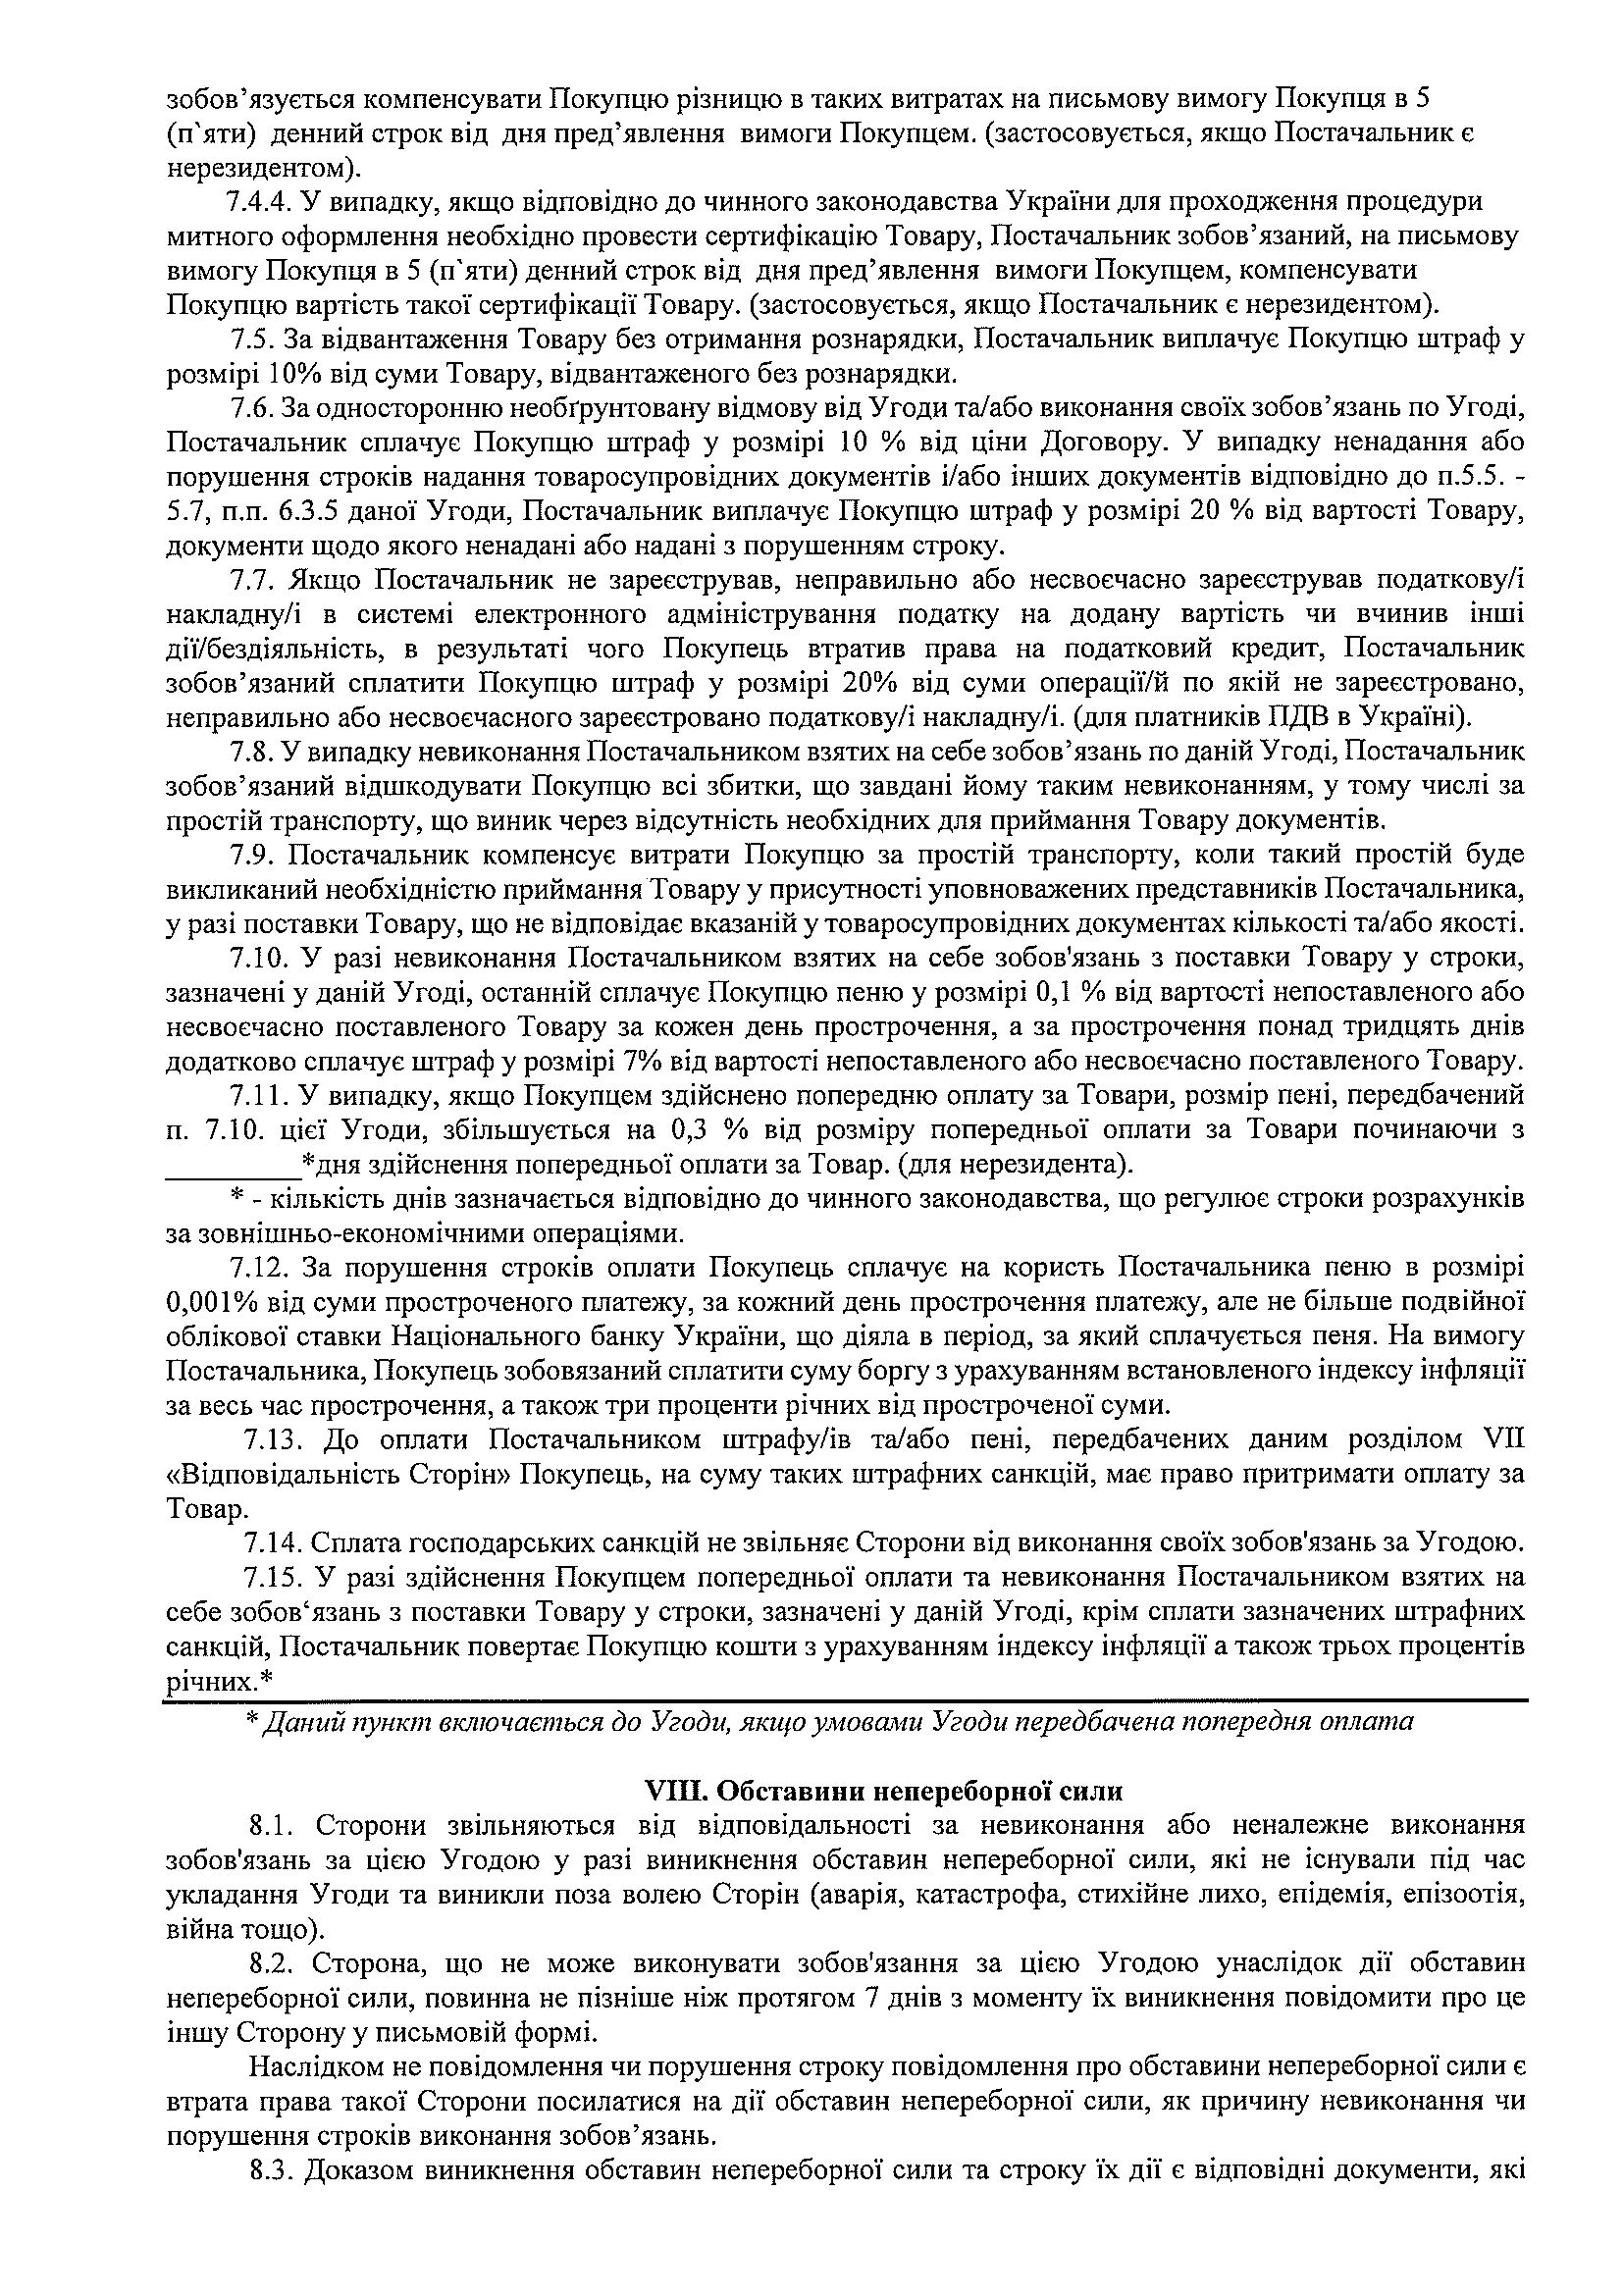 зобов’язується компенсувати Покупцю різницю в таких витратах на письмову вимогу Покупця в 5
(п`яти) денний строк від дня пред’явлення вимоги Покупцем. (застосовується, якщо Постачальник є
нерезидентом).
7.4.4. У випадку, якщо відповідно до чинного законодавства України для проходження процедури
митного оформлення необхідно провести сертифікацію Товару, Постачальник зобов’язаний, на письмову
вимогу Покупця в 5 (п`яти) денний строк від дня пред’явлення вимоги Покупцем, компенсувати
Покупцю вартість такої сертифікації Товару. (застосовується, якщо Постачальник є нерезидентом).
7.5. За відвантаження Товару без отримання рознарядки, Постачальник виплачує Покупцю штраф у
розмірі 10% від суми Товару, відвантаженого без рознарядки.
7.6. За односторонню необґрунтовану відмову від Угоди та/або виконання своїх зобов’язань по Угоді,
Постачальник сплачує Покупцю штраф у розмірі 10 % від ціни Договору. У випадку ненадання або
порушення строків надання товаросупровідних документів і/або інших документів відповідно до п.5.5. -
5.7, п.п. 6.3.5 даної Угоди, Постачальник виплачує Покупцю штраф у розмірі 20 % від вартості Товару,
документи щодо якого ненадані або надані з порушенням строку.
7.7. Якщо Постачальник не зареєстрував, неправильно або несвоєчасно зареєстрував податкову/і
накладну/і в системі електронного адміністрування податку на додану вартість чи вчинив інші
дії/бездіяльність, в результаті чого Покупець втратив права на податковий кредит, Постачальник
зобов’язаний сплатити Покупцю штраф у розмірі 20% від суми операції/й по якій не зареєстровано,
неправильно або несвоєчасного зареєстровано податкову/і накладну/і. (для платників ПДВ в Україні).
7.8. У випадку невиконання Постачальником взятих на себе зобов’язань по даній Угоді, Постачальник
зобов’язаний відшкодувати Покупцю всі збитки, що завдані йому таким невиконанням, у тому числі за
простій транспорту, що виник через відсутність необхідних для приймання Товару документів.
7.9. Постачальник компенсує витрати Покупцю за простій транспорту, коли такий простій буде
викликаний необхідністю приймання Товару у присутності уповноважених представників Постачальника,
у разі поставки Товару, що не відповідає вказаній у товаросупровідних документах кількості та/або якості.
7.10. У разі невиконання Постачальником взятих на себе зобов'язань з поставки Товару у строки,
зазначені у даній Угоді, останній сплачує Покупцю пеню у розмірі 0,1 % від вартості непоставленого або
несвоєчасно поставленого Товару за кожен день прострочення, а за прострочення понад тридцять днів
додатково сплачує штраф у розмірі 7% від вартості непоставленого або несвоєчасно поставленого Товару.
7.11. У випадку, якщо Покупцем здійснено попередню оплату за Товари, розмір пені, передбачений
п. 7.10. цієї Угоди, збільшується на 0,3 % від розміру попередньої оплати за Товари починаючи з
__________*дня здійснення попередньої оплати за Товар. (для нерезидента).
* - кількість днів зазначається відповідно до чинного законодавства, що регулює строки розрахунків
за зовнішньо-економічними операціями.
7.12. За порушення строків оплати Покупець сплачує на користь Постачальника пеню в розмірі
0,001% від суми простроченого платежу, за кожний день прострочення платежу, але не більше подвійної
облікової ставки Національного банку України, що діяла в період, за який сплачується пеня. На вимогу
Постачальника, Покупець зобовязаний сплатити суму боргу з урахуванням встановленого індексу інфляції
за весь час прострочення, а також три проценти річних від простроченої суми.
7.13. До оплати Постачальником штрафу/ів та/або пені, передбачених даним розділом VII
«Відповідальність Сторін» Покупець, на суму таких штрафних санкцій, має право притримати оплату за
Товар.
7.14. Сплата господарських санкцій не звільняє Сторони від виконання своїх зобов'язань за Угодою.
7.15. У разі здійснення Покупцем попередньої оплати та невиконання Постачальником взятих на
себе зобов‘язань з поставки Товару у строки, зазначені у даній Угоді, крім сплати зазначених штрафних
санкцій, Постачальник повертає Покупцю кошти з урахуванням індексу інфляції а також трьох процентів
річних.*
* Даний пункт включається до Угоди, якщо умовами Угоди передбачена попередня оплата
VIII. Обставини непереборної сили
8.1. Сторони звільняються від відповідальності за невиконання або неналежне виконання
зобов'язань за цією Угодою у разі виникнення обставин непереборної сили, які не існували під час
укладання Угоди та виникли поза волею Сторін (аварія, катастрофа, стихійне лихо, епідемія, епізоотія,
війна тощо).
8.2. Сторона, що не може виконувати зобов'язання за цією Угодою унаслідок дії обставин
непереборної сили, повинна не пізніше ніж протягом 7 днів з моменту їх виникнення повідомити про це
іншу Сторону у письмовій формі.
Наслідком не повідомлення чи порушення строку повідомлення про обставини непереборної сили є
втрата права такої Сторони посилатися на дії обставин непереборної сили, як причину невиконання чи
порушення строків виконання зобов’язань.
8.3. Доказом виникнення обставин непереборної сили та строку їх дії є відповідні документи, які